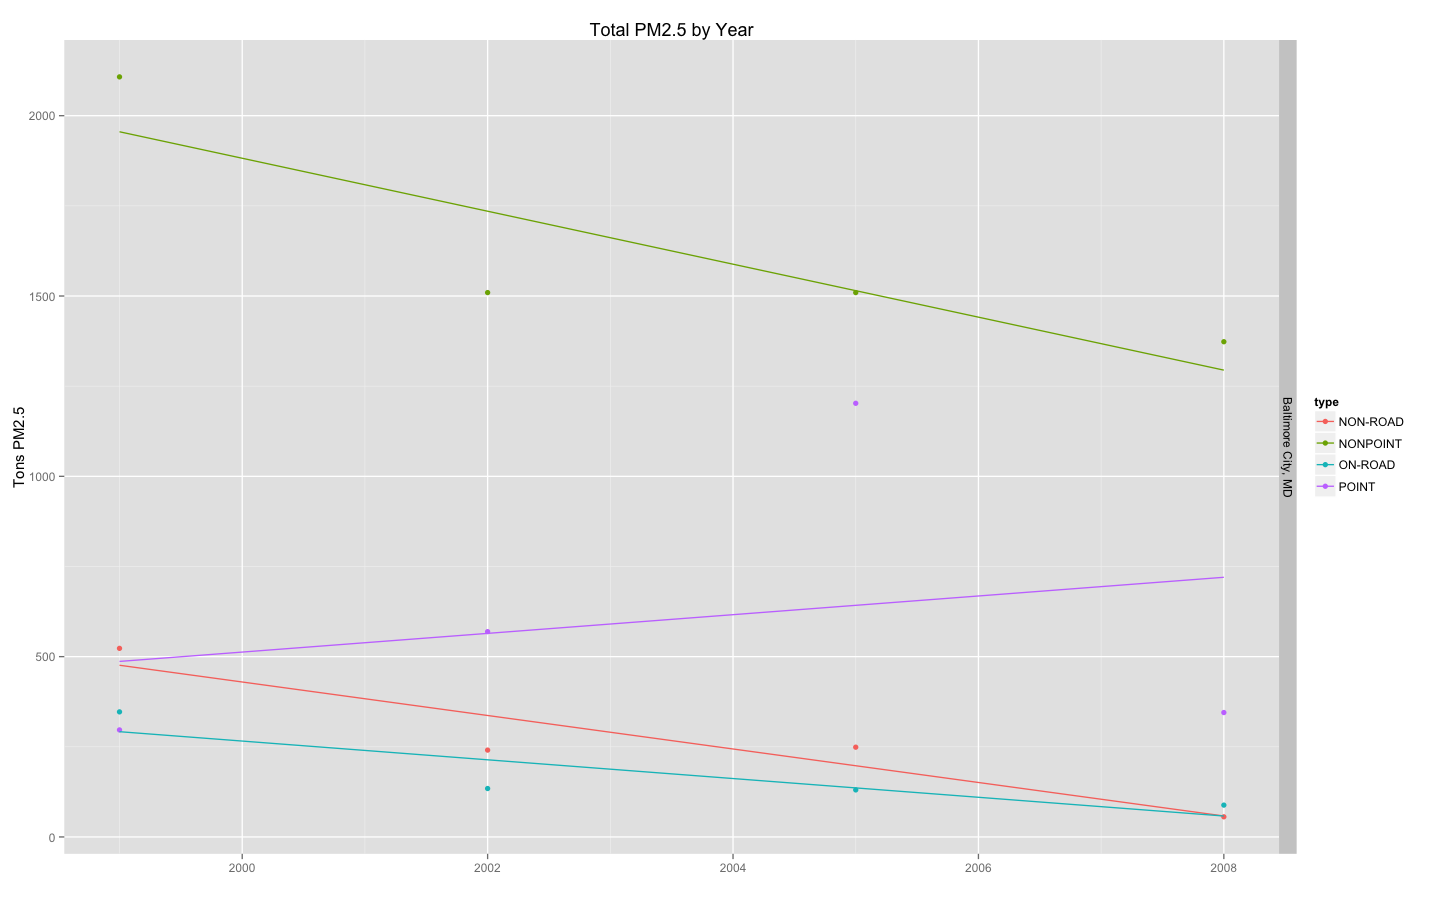 Total PM2.5 by Year
Tons PM2.5
2000
1500
1000
500
0
2000
2002
2004
2006
2008
Baltimore City, MD
type
NON-ROAD
NONPOINT
ON-ROAD
POINT